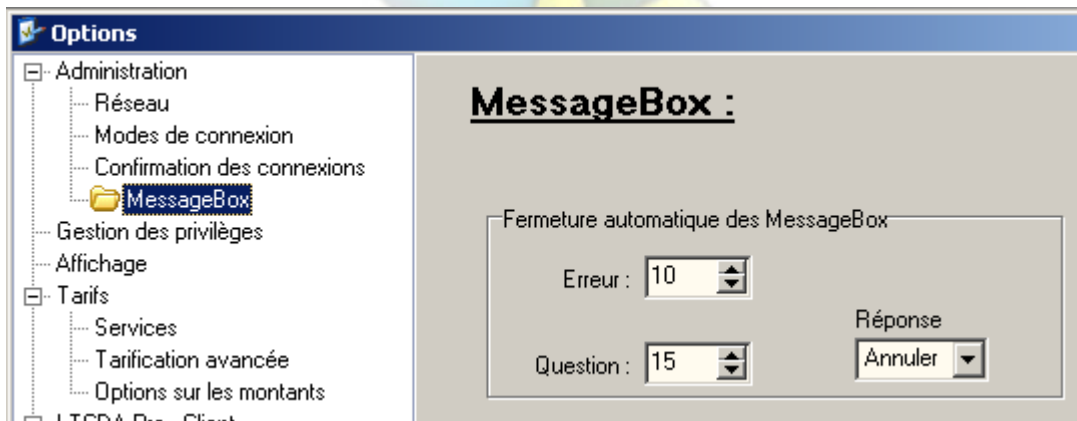 Options
Administration
Réseau
Modes de connexion
Confirmation des connexions
MessageBox
Gestion des privilèges
Affichage
Tarifs
Services
Tarification avancée
Options sur les montants
MessageBox :
Fermeture automatique des MessageBox
Erreur : 10
Réponse
Question : 15 Annuler